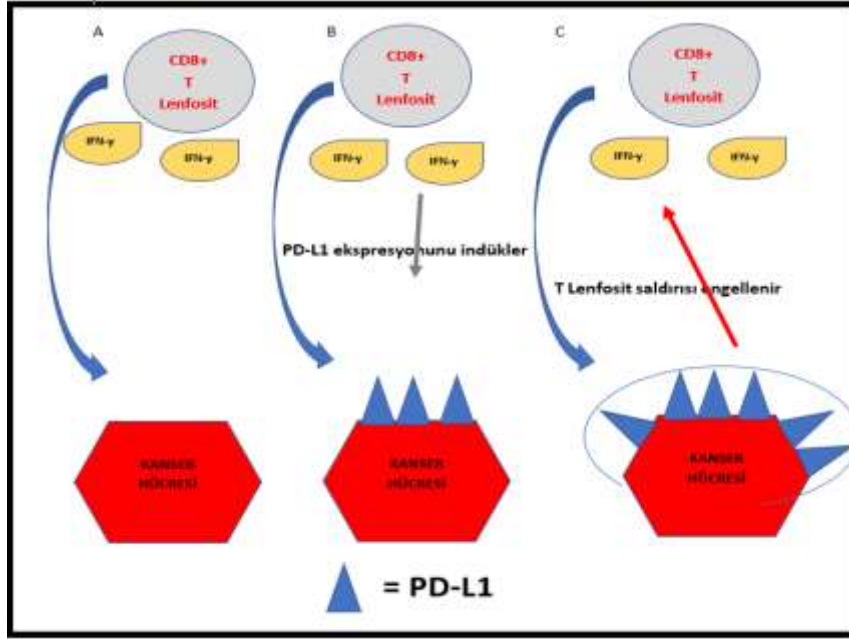 A
B
C
CD8+
T
Lenfosit
CD8+
T
Lenfosit
CD8+
T
Lenfosit
IFN-γ
IFN-γ
IFN-γ
IFN-γ
IFN-γ
IFN-γ
PD-L1 ekspresyonunu indükler
T Lenfosit saldırısı engellenir
KANSER
HÜCRESİ
KANSER
HÜCRESİ
KANSER
HÜCRESİ
= PD-L1